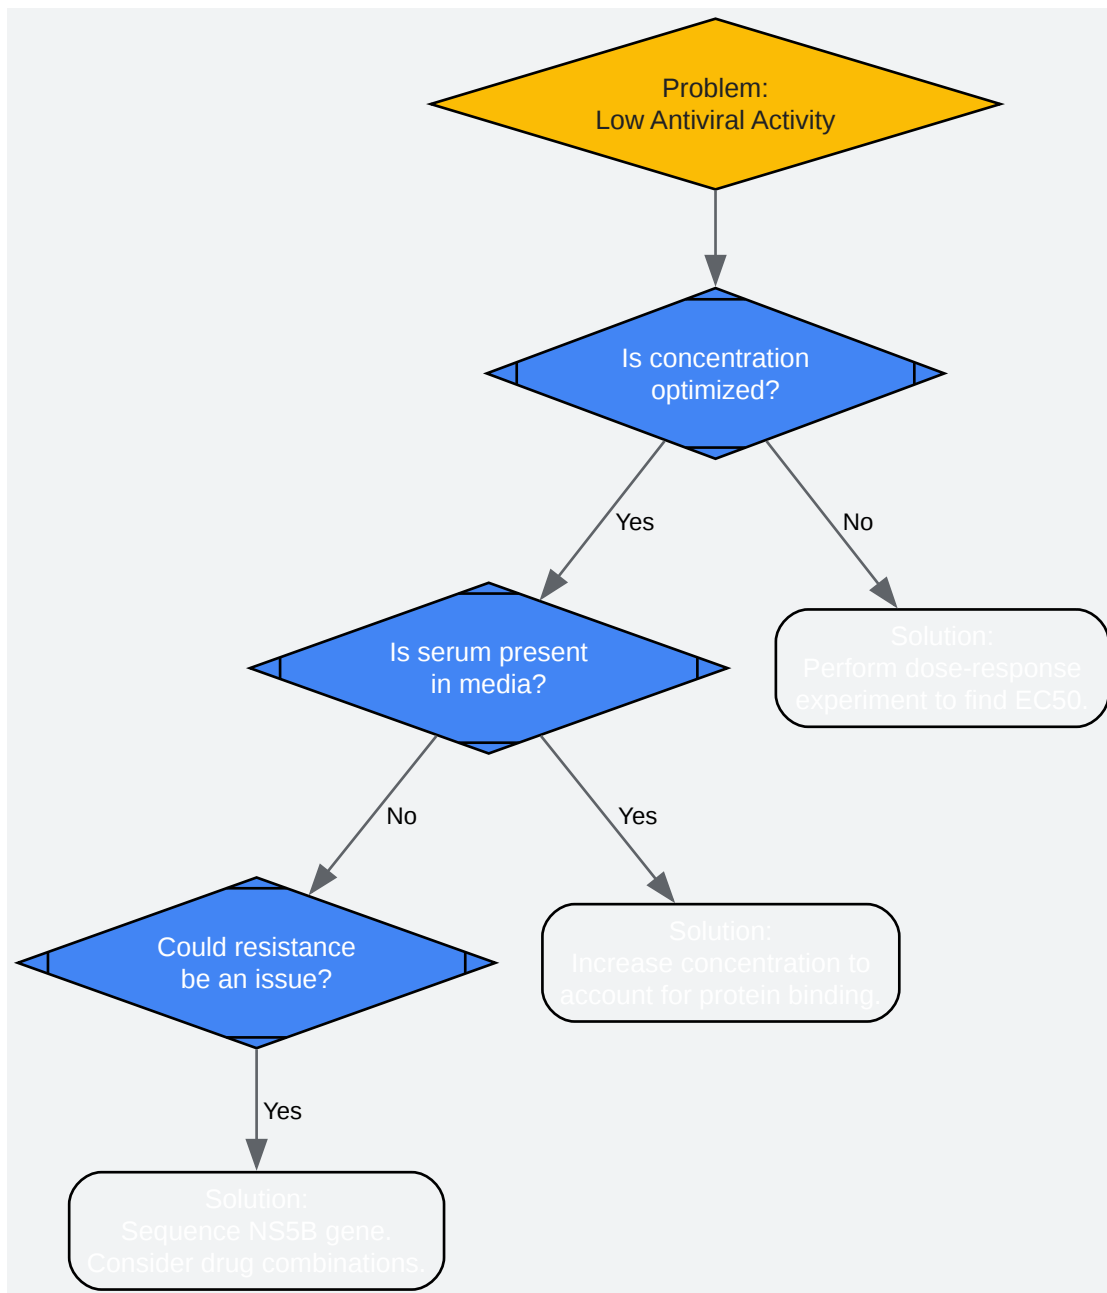 Problem:
Low Antiviral Activity
Is concentration
optimized?
Yes
No
Is serum present
in media?
Solution:
Perform dose-response
experiment to find EC50.
No
Yes
Could resistance
be an issue?
Solution:
Increase concentration to
account for protein binding.
Yes
Solution:
Sequence NS5B gene.
Consider drug combinations.